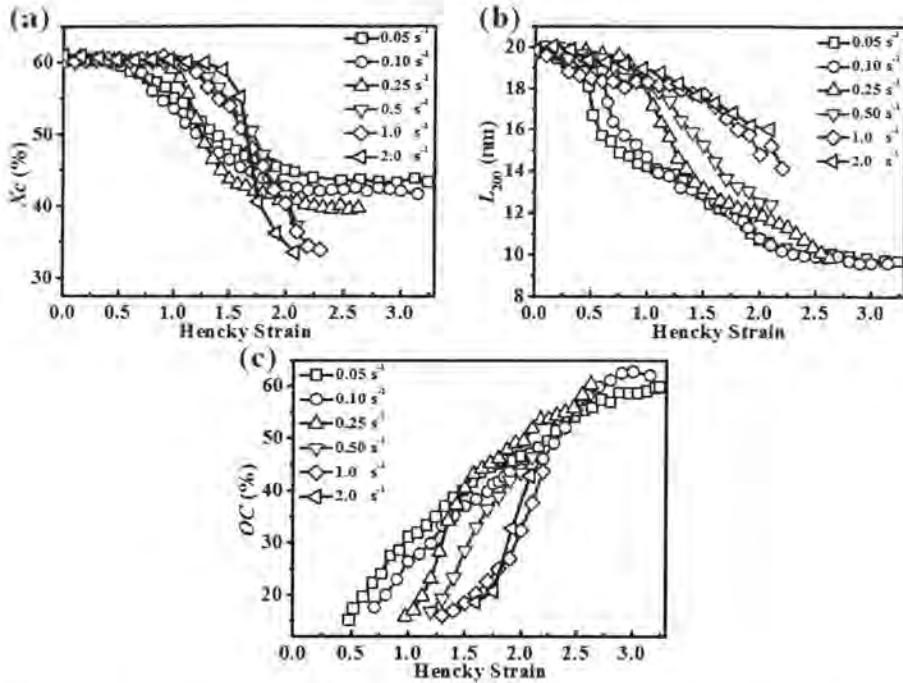 (a)
60
50
40
30
Xc (%)
0.0 0.5 1.0 1.5 2.0 2.5 3.0
Hencky Strain
0.05 s⁻¹
0.10 s⁻¹
0.25 s⁻¹
0.5 s⁻¹
1.0 s⁻¹
2.0 s⁻¹
(b)
20
18
16
14
12
10
8
L₂₀₀ (nm)
0.0 0.5 1.0 1.5 2.0 2.5 3.0
Hencky Strain
0.05 s⁻¹
0.10 s⁻¹
0.25 s⁻¹
0.50 s⁻¹
1.0 s⁻¹
2.0 s⁻¹
(c)
60
50
40
30
20
OC (%)
0.0 0.5 1.0 1.5 2.0 2.5 3.0
Hencky Strain
0.05 s⁻¹
0.10 s⁻¹
0.25 s⁻¹
0.50 s⁻¹
1.0 s⁻¹
2.0 s⁻¹